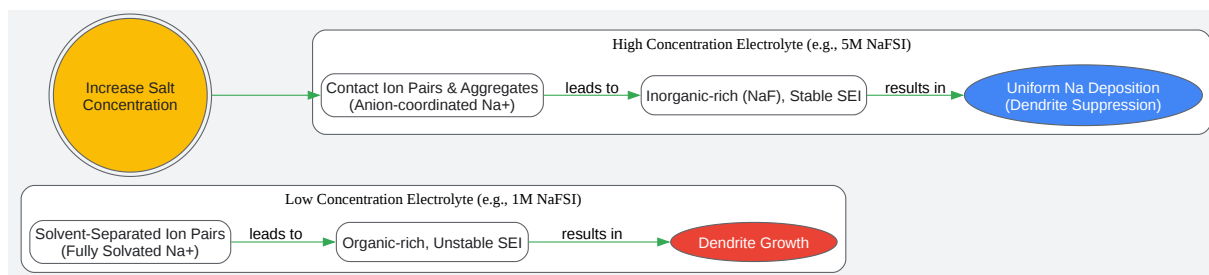 High Concentration Electrolyte (e.g., 5M NaFSI)
Increase Salt
Concentration
Contact Ion Pairs & Aggregates
(Anion-coordinated Na+)
leads to
Inorganic-rich (NaF), Stable SEI
results in
Uniform Na Deposition
(Dendrite Suppression)
Low Concentration Electrolyte (e.g., 1M NaFSI)
Solvent-Separated Ion Pairs
(Fully Solvated Na+)
leads to
Organic-rich, Unstable SEI
results in
Dendrite Growth